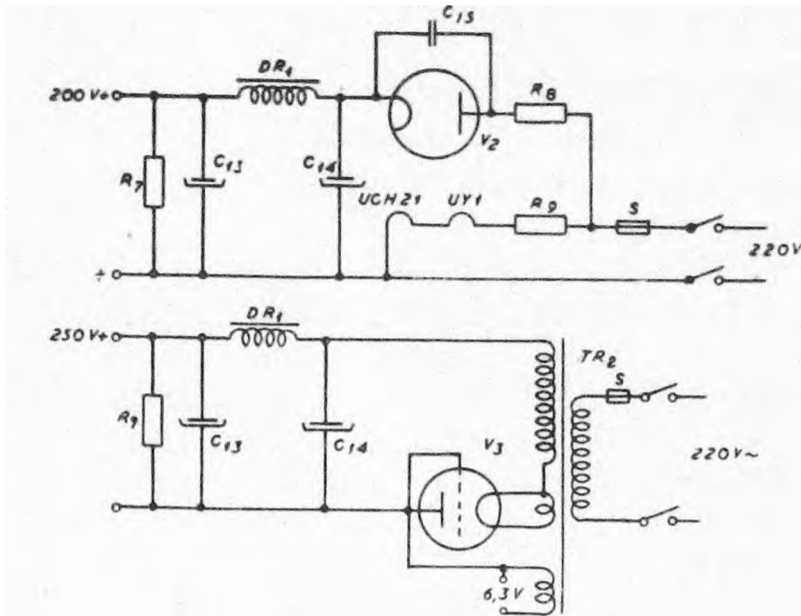 C15
DR1
200V+
R8
V2
R7
C13
C14
UCH21 UY1 R9 S
220V
÷
DR1
250V+
TR2
S
R7
C13
C14
V3
220V~
6,3V